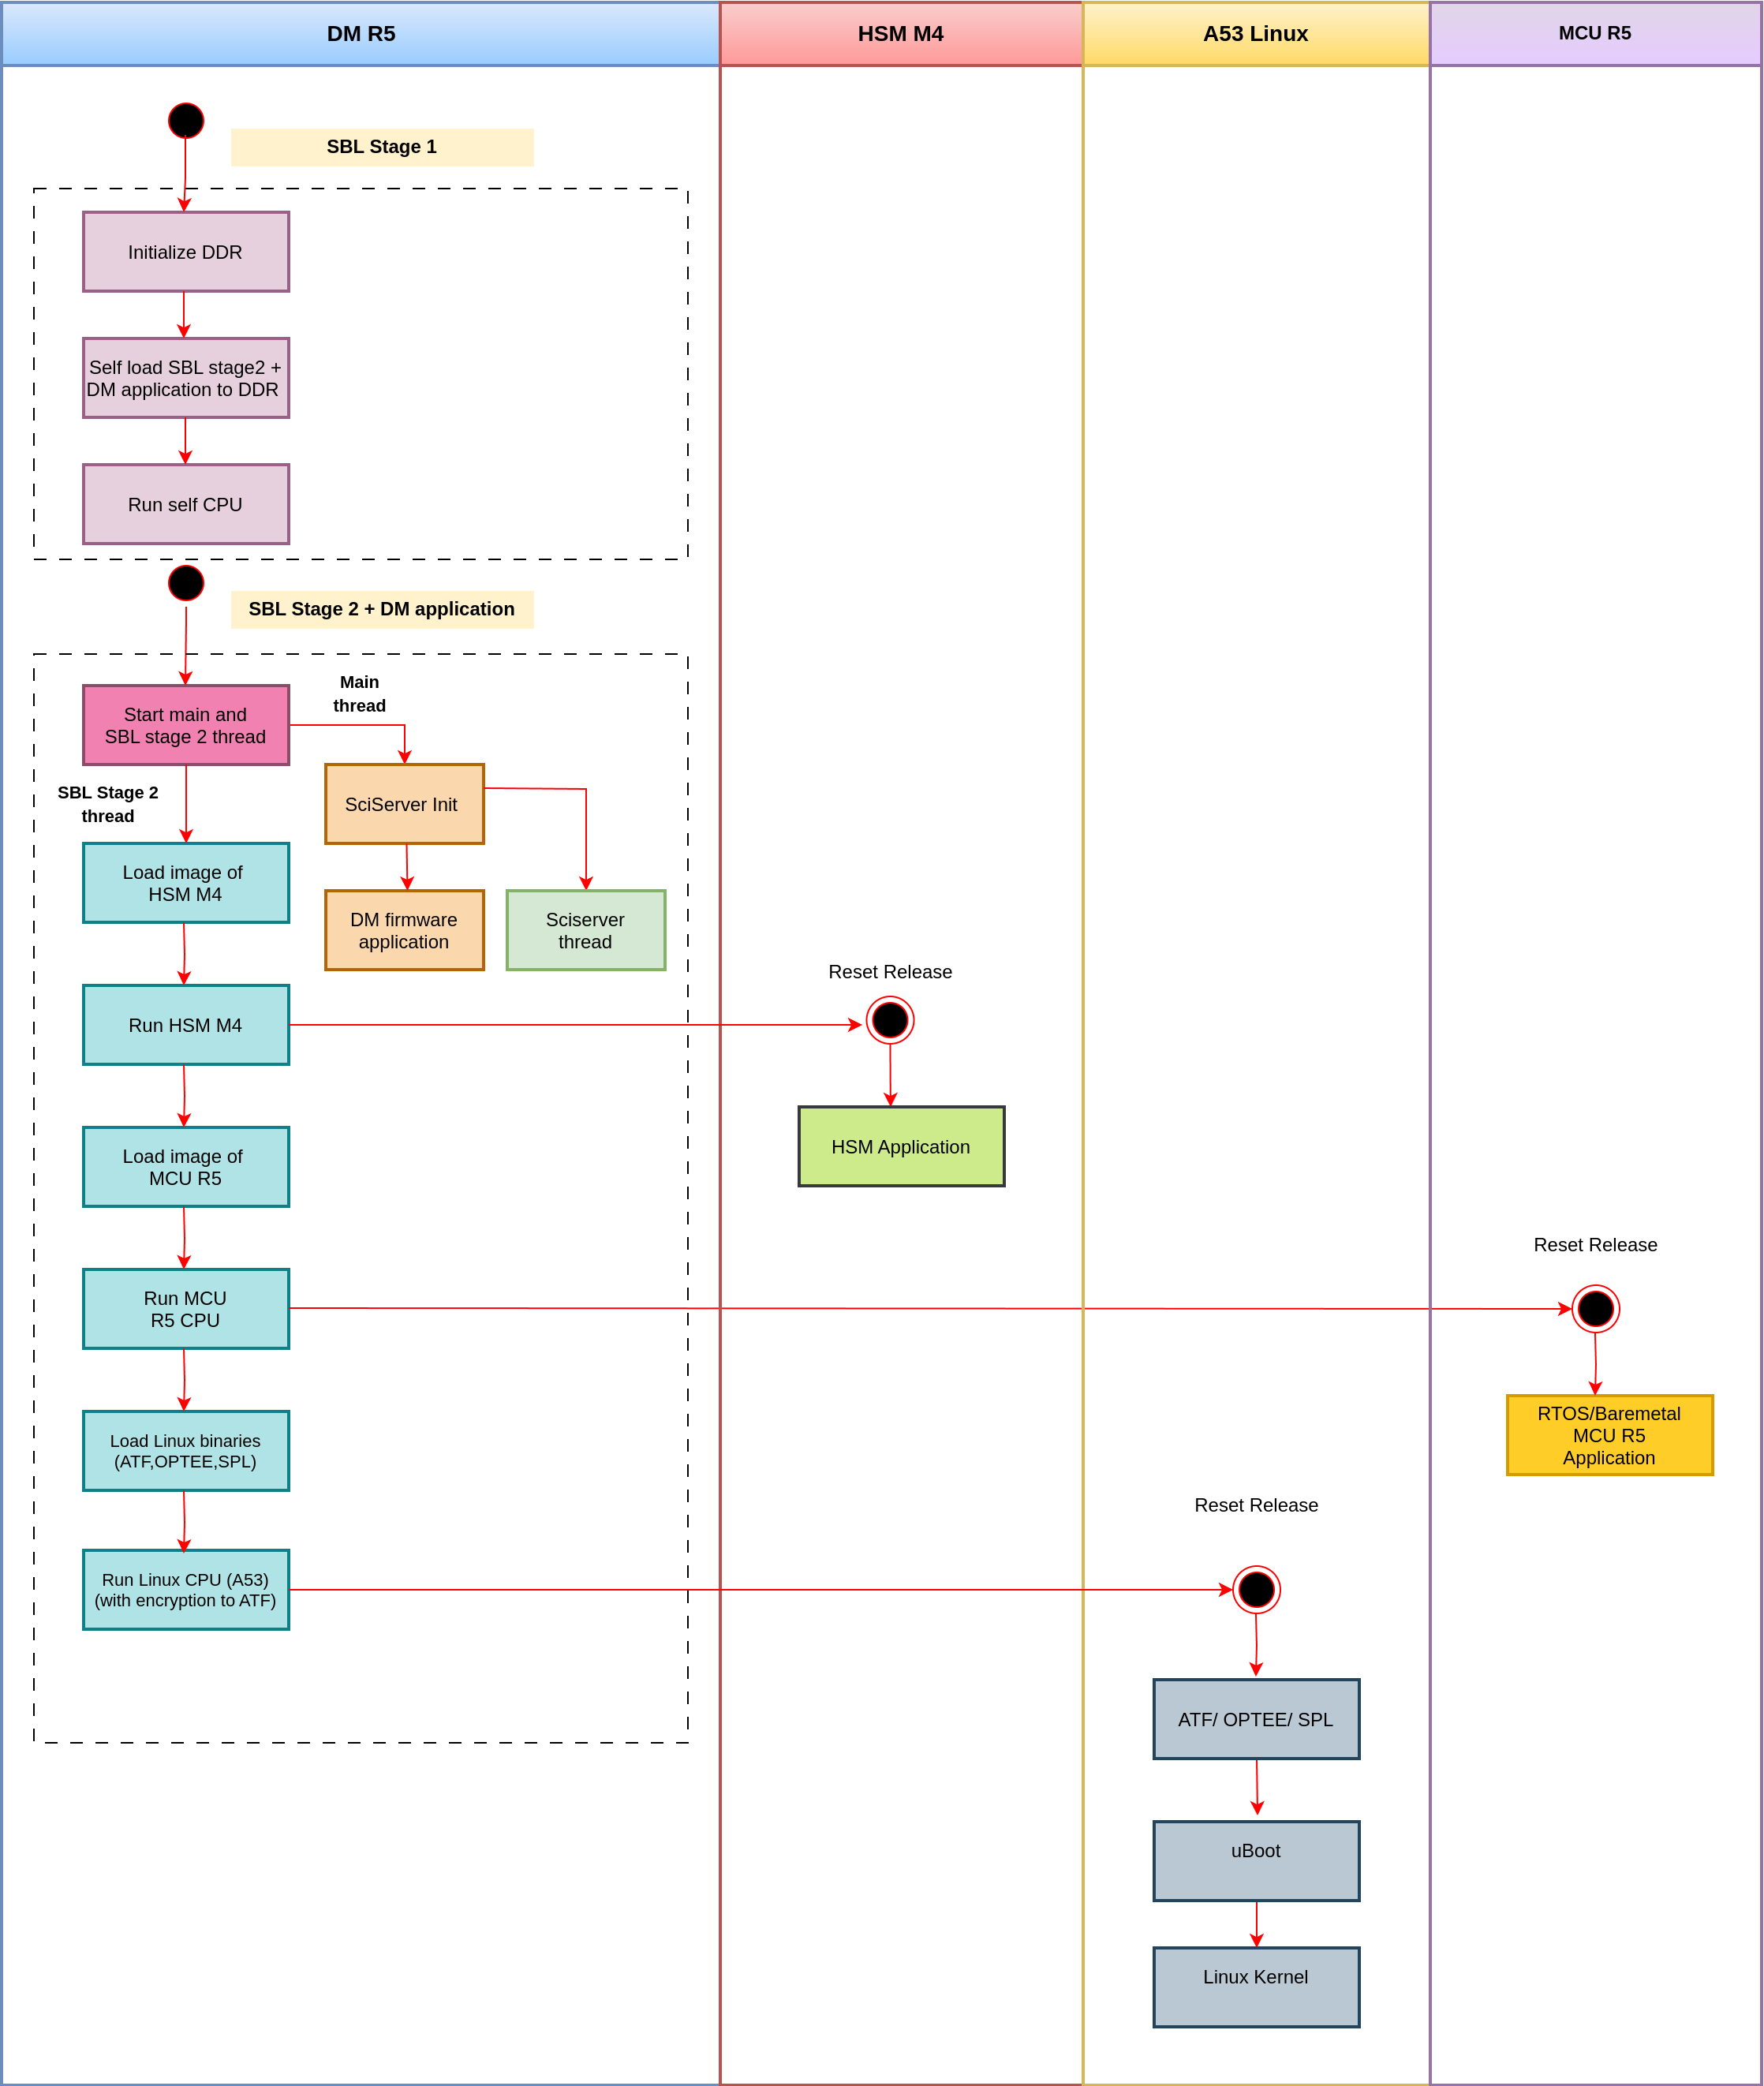 DM R5
HSM M4
A53 Linux
MCU R5
SBL Stage 1
Initialize DDR
Self load SBL stage2 +
DM application to DDR
Run self CPU
SBL Stage 2 + DM application
Main
thread
Start main and
SBL stage 2 thread
SBL Stage 2
thread
SciServer Init
Load image of
HSM M4
DM firmware
application
Sciserver
thread
Reset Release
Run HSM M4
HSM Application
Load image of
MCU R5
Reset Release
Run MCU
R5 CPU
RTOS/Baremetal
MCU R5
Application
Load Linux binaries
(ATF,OPTEE,SPL)
Reset Release
Run Linux CPU (A53)
(with encryption to ATF)
ATF/ OPTEE/ SPL
uBoot
Linux Kernel